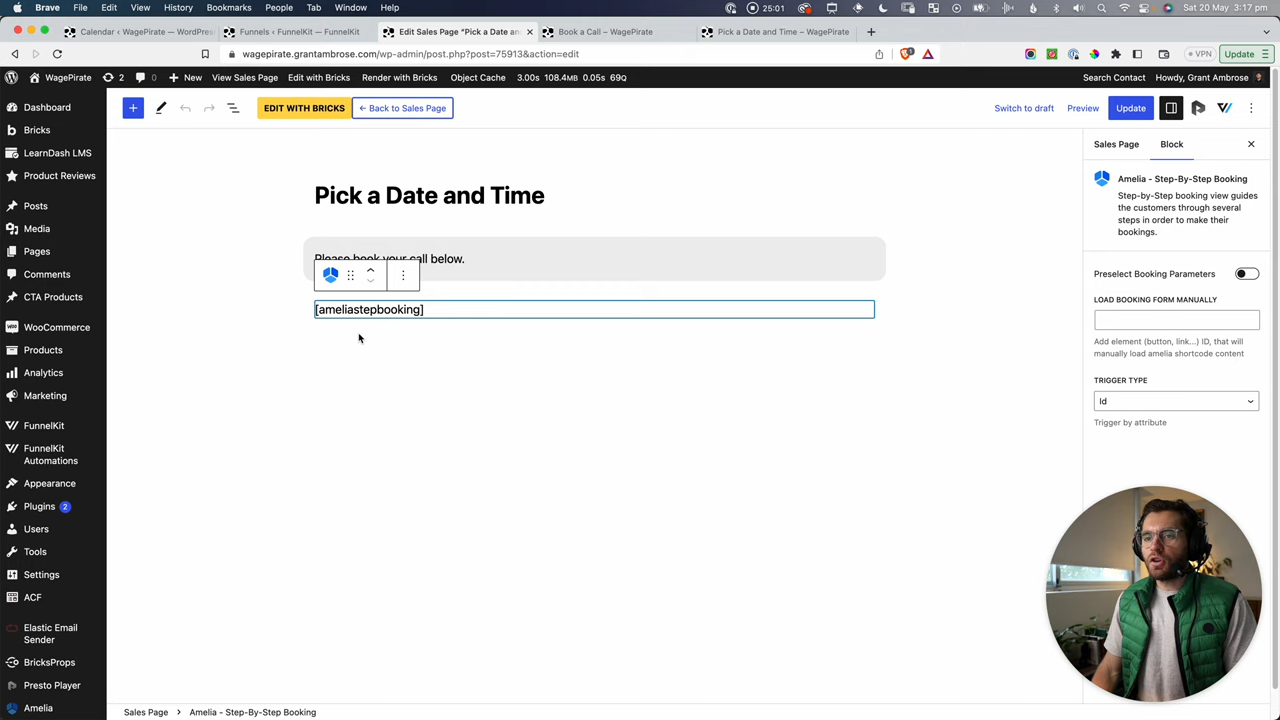 Brave File Edit View History Bookmarks People Tab Window Help 25:01 Wed 20 Dec 3:17 pm
Calendar ‹ WagePirate — WordPres
Funnels ‹ FunnelKit — FunnelKit
Edit Sales Page "Pick a Date an
Book a Call – WagePirate
Pick a Date and Time – WagePirate
wagepirate.grantambrose.com/wp-admin/post.php?post=75913&action=edit
VPN
Update
WagePirate 2 0 New View Sales Page Edit with Bricks Render with Bricks Object Cache 3.00s 108.4MB 0.05s 69Q
Search Contact Howdy, Grant Ambrose
EDIT WITH BRICKS
← Back to Sales Page
Switch to draft
Preview
Update
Dashboard
Bricks
LearnDash LMS
Product Reviews
Posts
Media
Pages
Comments
CTA Products
WooCommerce
Products
Analytics
Marketing
FunnelKit
FunnelKit
Automations
Appearance
Plugins 2
Users
Tools
Settings
ACF
Elastic Email
Sender
BricksProps
Presto Player
Amelia
Pick a Date and Time
Please book your call below.
[ameliastepbooking]
Sales Page
Block
Amelia - Step-By-Step Booking
Step-by-Step booking view guides
the customers through several
steps in order to make their
bookings.
Preselect Booking Parameters
LOAD BOOKING FORM MANUALLY
Add element (button, link...) ID, that will
manually load amelia shortcode content
TRIGGER TYPE
Id
Trigger by attribute
Sales Page › Amelia - Step-By-Step Booking